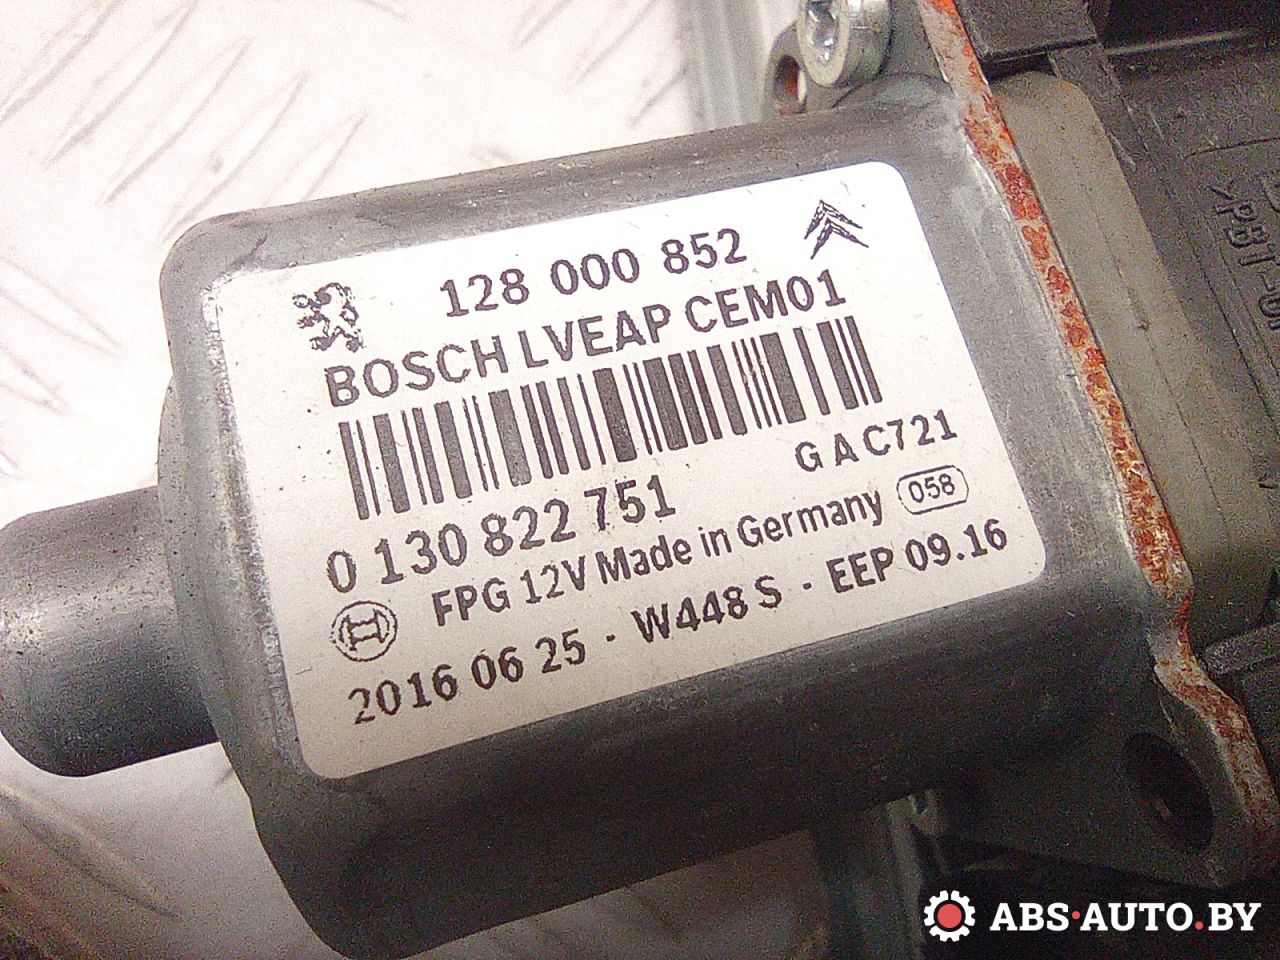 128 000 852
BOSCH LVEAP CEM01
G A C721
0 130 822 751
FPG 12V Made in Germany 058
2016 06 25 - W448 S - EEP 09.16
ABS-AUTO.BY